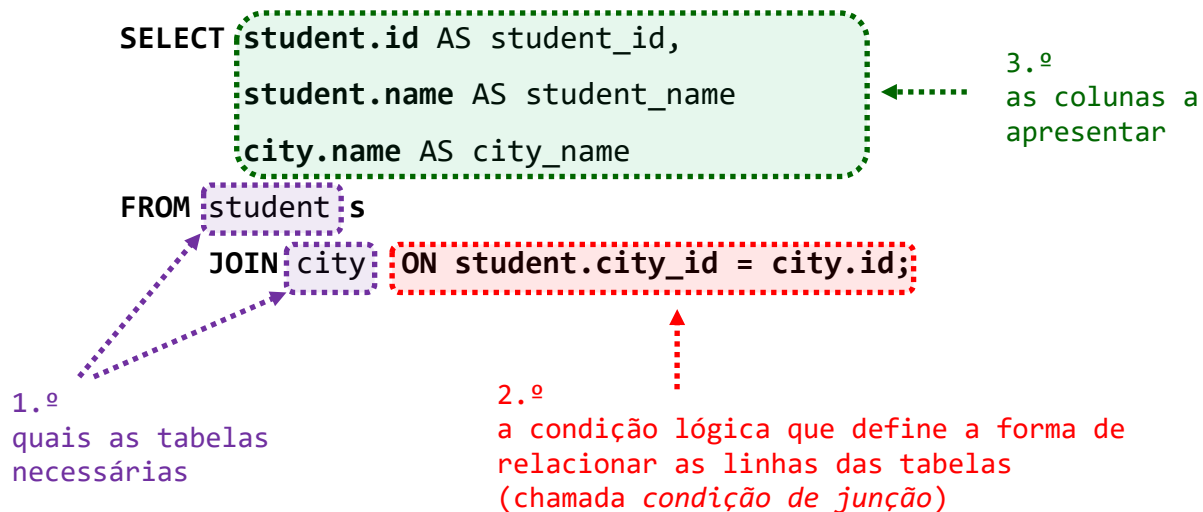 SELECT student.id AS student_id,
student.name AS student_name
city.name AS city_name
FROM student s
JOIN city ON student.city_id = city.id;
3.º
as colunas a
apresentar
1.º
quais as tabelas
necessárias
2.º
a condição lógica que define a forma de
relacionar as linhas das tabelas
(chamada condição de junção)